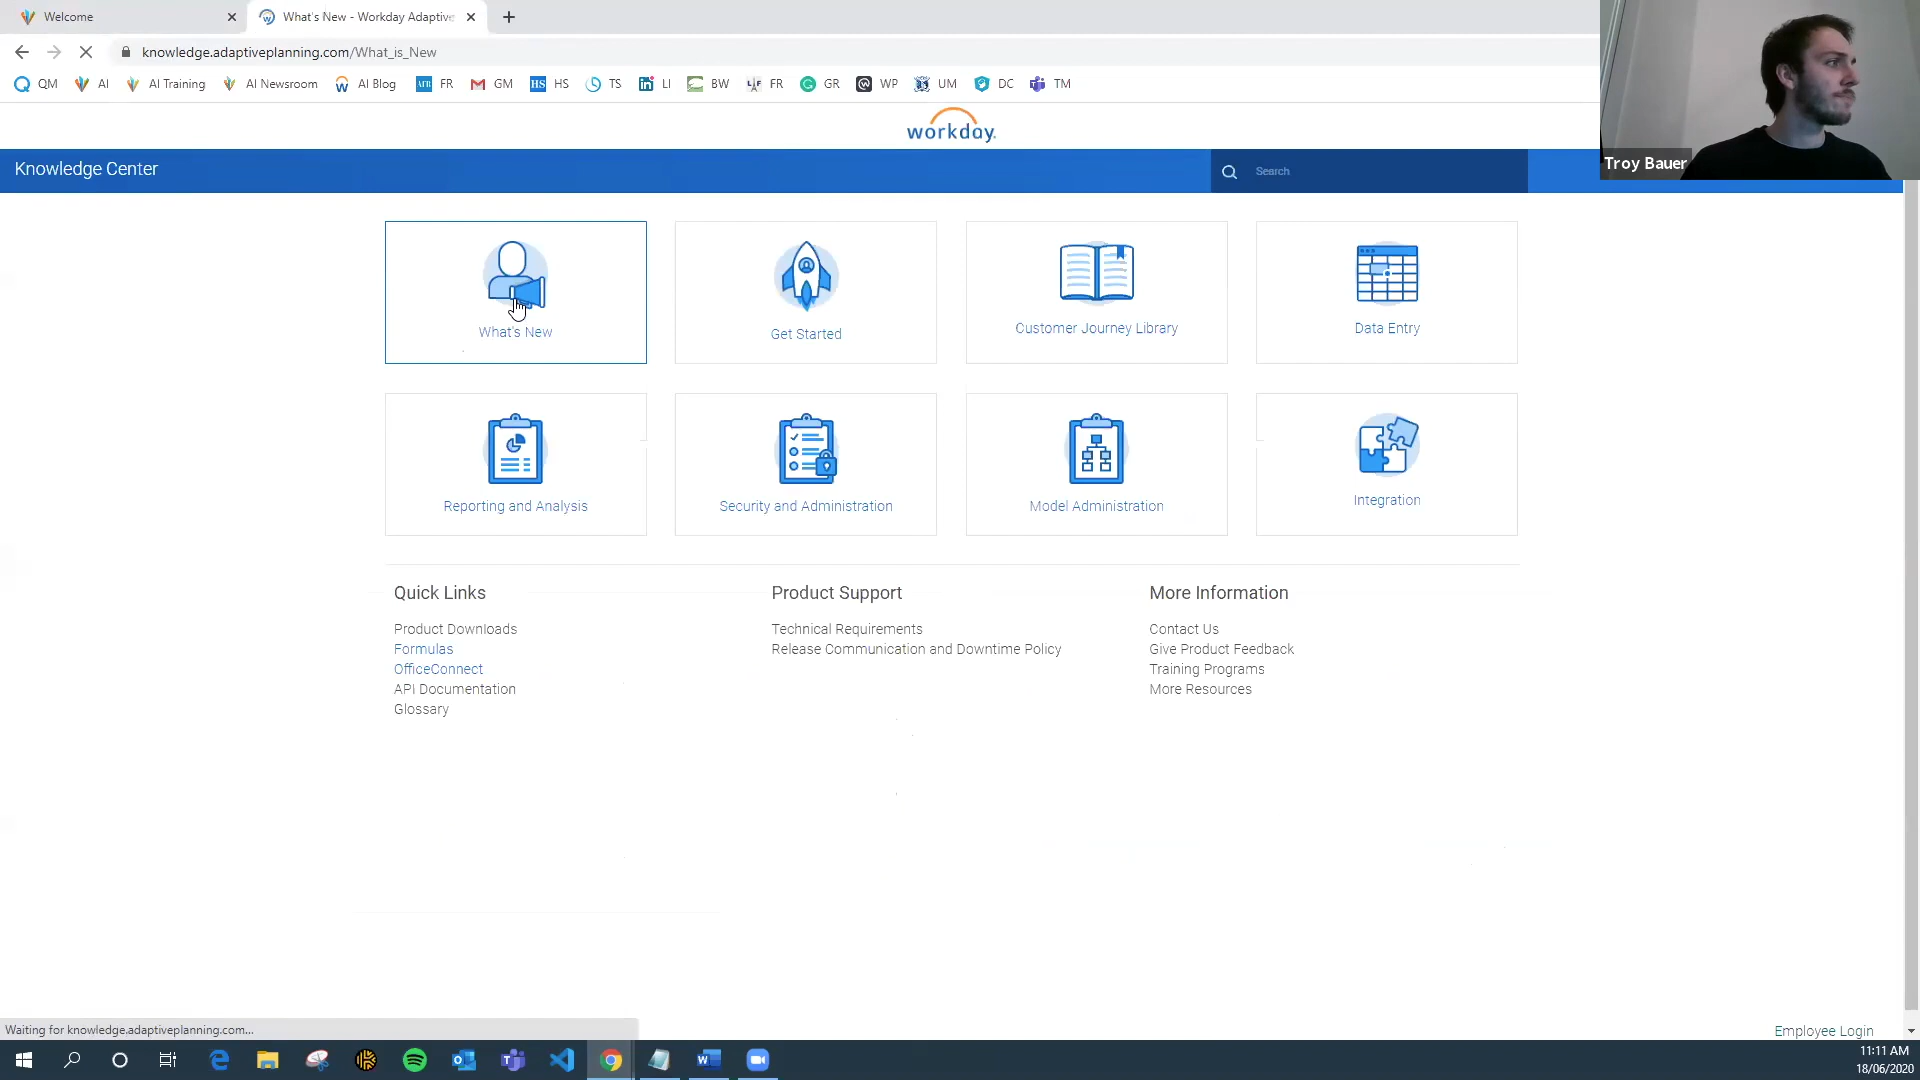 Welcome
What's New - Workday Adaptive
knowledge.adaptiveplanning.com/What_is_New
QM AI AI Training AI Newsroom AI Blog AFR FR GM HS HS TS LI BW FR GR WP UM DC TM
workday.
Troy Bauer
Knowledge Center
Search
What's New
Get Started
Customer Journey Library
Data Entry
Reporting and Analysis
Security and Administration
Model Administration
Integration
Quick Links
Product Downloads
Formulas
OfficeConnect
API Documentation
Glossary
Product Support
Technical Requirements
Release Communication and Downtime Policy
More Information
Contact Us
Give Product Feedback
Training Programs
More Resources
Waiting for knowledge.adaptiveplanning.com...
Employee Login
11:11 AM
18/06/2020